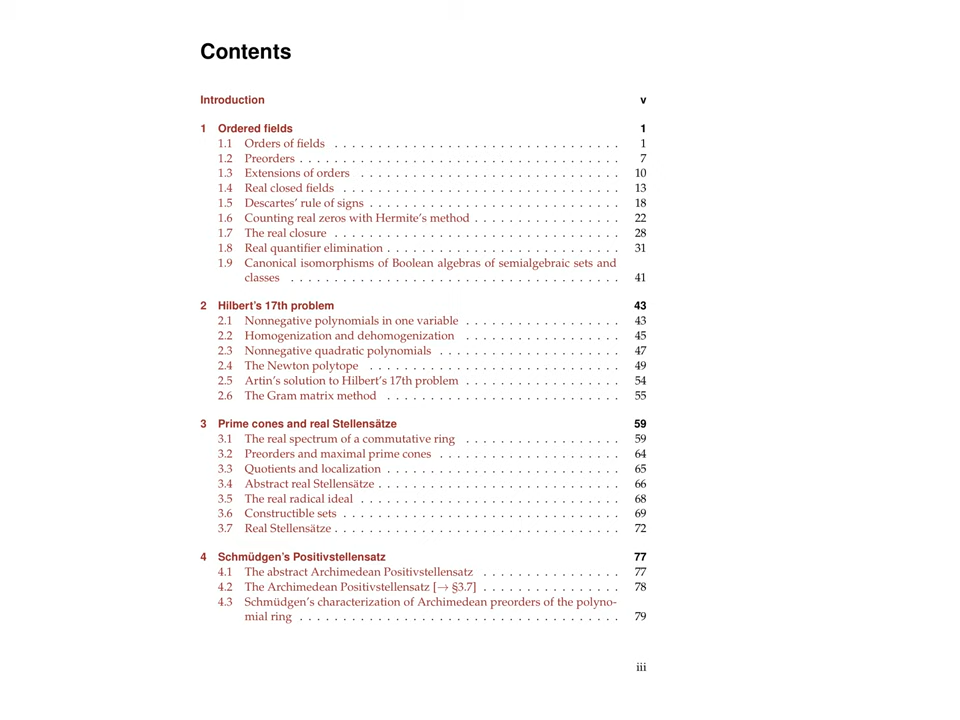 Contents
Introduction v
1 Ordered fields 1
1.1 Orders of fields . . . . . . . . . . . . . . . . . . . . . . . . . . . . . . . . . 1
1.2 Preorders . . . . . . . . . . . . . . . . . . . . . . . . . . . . . . . . . . . . . 7
1.3 Extensions of orders . . . . . . . . . . . . . . . . . . . . . . . . . . . . . . 10
1.4 Real closed fields . . . . . . . . . . . . . . . . . . . . . . . . . . . . . . . . 13
1.5 Descartes’ rule of signs . . . . . . . . . . . . . . . . . . . . . . . . . . . . . 18
1.6 Counting real zeros with Hermite’s method . . . . . . . . . . . . . . . . . 22
1.7 The real closure . . . . . . . . . . . . . . . . . . . . . . . . . . . . . . . . . 28
1.8 Real quantifier elimination . . . . . . . . . . . . . . . . . . . . . . . . . . . 31
1.9 Canonical isomorphisms of Boolean algebras of semialgebraic sets and
classes . . . . . . . . . . . . . . . . . . . . . . . . . . . . . . . . . . . . . . 41
2 Hilbert’s 17th problem 43
2.1 Nonnegative polynomials in one variable . . . . . . . . . . . . . . . . . . 43
2.2 Homogenization and dehomogenization . . . . . . . . . . . . . . . . . . 45
2.3 Nonnegative quadratic polynomials . . . . . . . . . . . . . . . . . . . . . 47
2.4 The Newton polytope . . . . . . . . . . . . . . . . . . . . . . . . . . . . . 49
2.5 Artin’s solution to Hilbert’s 17th problem . . . . . . . . . . . . . . . . . . 54
2.6 The Gram matrix method . . . . . . . . . . . . . . . . . . . . . . . . . . . 55
3 Prime cones and real Stellensätze 59
3.1 The real spectrum of a commutative ring . . . . . . . . . . . . . . . . . . 59
3.2 Preorders and maximal prime cones . . . . . . . . . . . . . . . . . . . . . 64
3.3 Quotients and localization . . . . . . . . . . . . . . . . . . . . . . . . . . . 65
3.4 Abstract real Stellensätze . . . . . . . . . . . . . . . . . . . . . . . . . . . . 66
3.5 The real radical ideal . . . . . . . . . . . . . . . . . . . . . . . . . . . . . . 68
3.6 Constructible sets . . . . . . . . . . . . . . . . . . . . . . . . . . . . . . . . 69
3.7 Real Stellensätze . . . . . . . . . . . . . . . . . . . . . . . . . . . . . . . . . 72
4 Schmüdgen’s Positivstellensatz 77
4.1 The abstract Archimedean Positivstellensatz . . . . . . . . . . . . . . . . 77
4.2 The Archimedean Positivstellensatz [→ §3.7] . . . . . . . . . . . . . . . . 78
4.3 Schmüdgen’s characterization of Archimedean preorders of the polyno-
mial ring . . . . . . . . . . . . . . . . . . . . . . . . . . . . . . . . . . . . . 79
iii